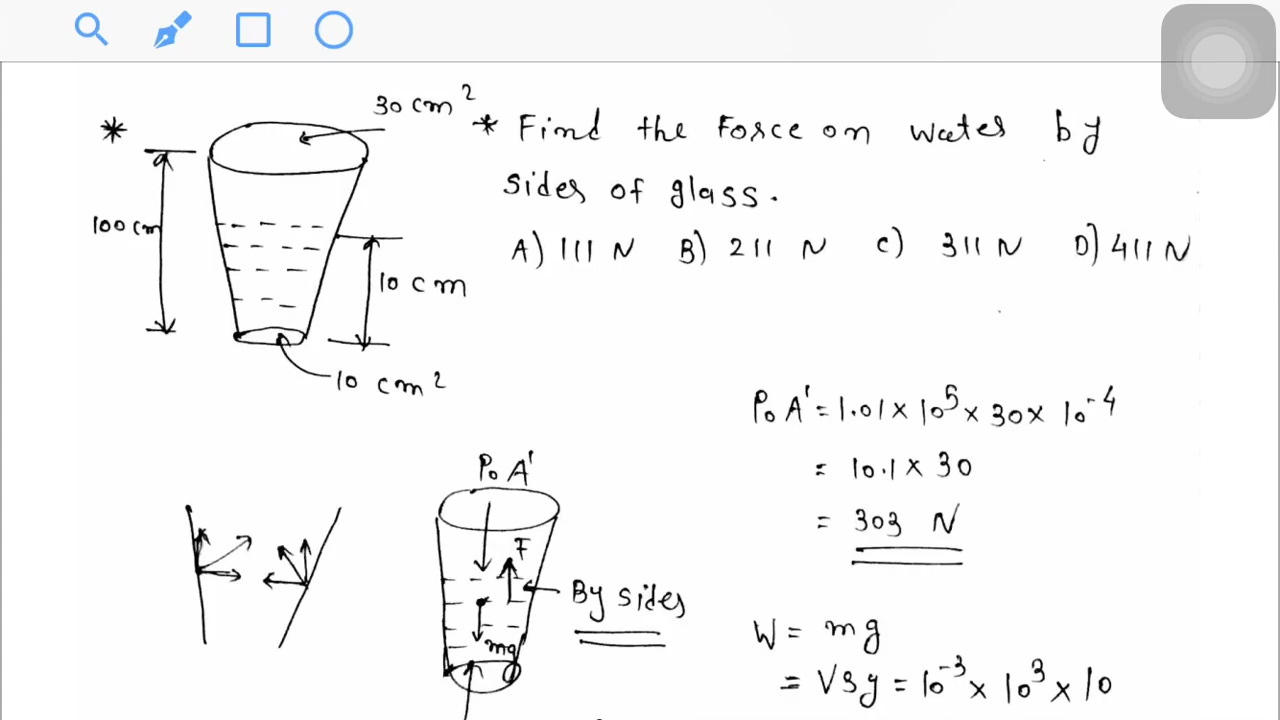 30 cm²
* * Find the Force on water by
sides of glass.
100 cm
A) 111 N B) 211 N C) 311 N D) 411 N
10 cm
10 cm²
P₀ A' = 1.01 × 10⁵ × 30 × 10⁻⁴
= 10.1 × 30
= 303 N
P₀ A'
F
By sides
mg
W = mg
= Vρg = 10⁻³ × 10³ × 10